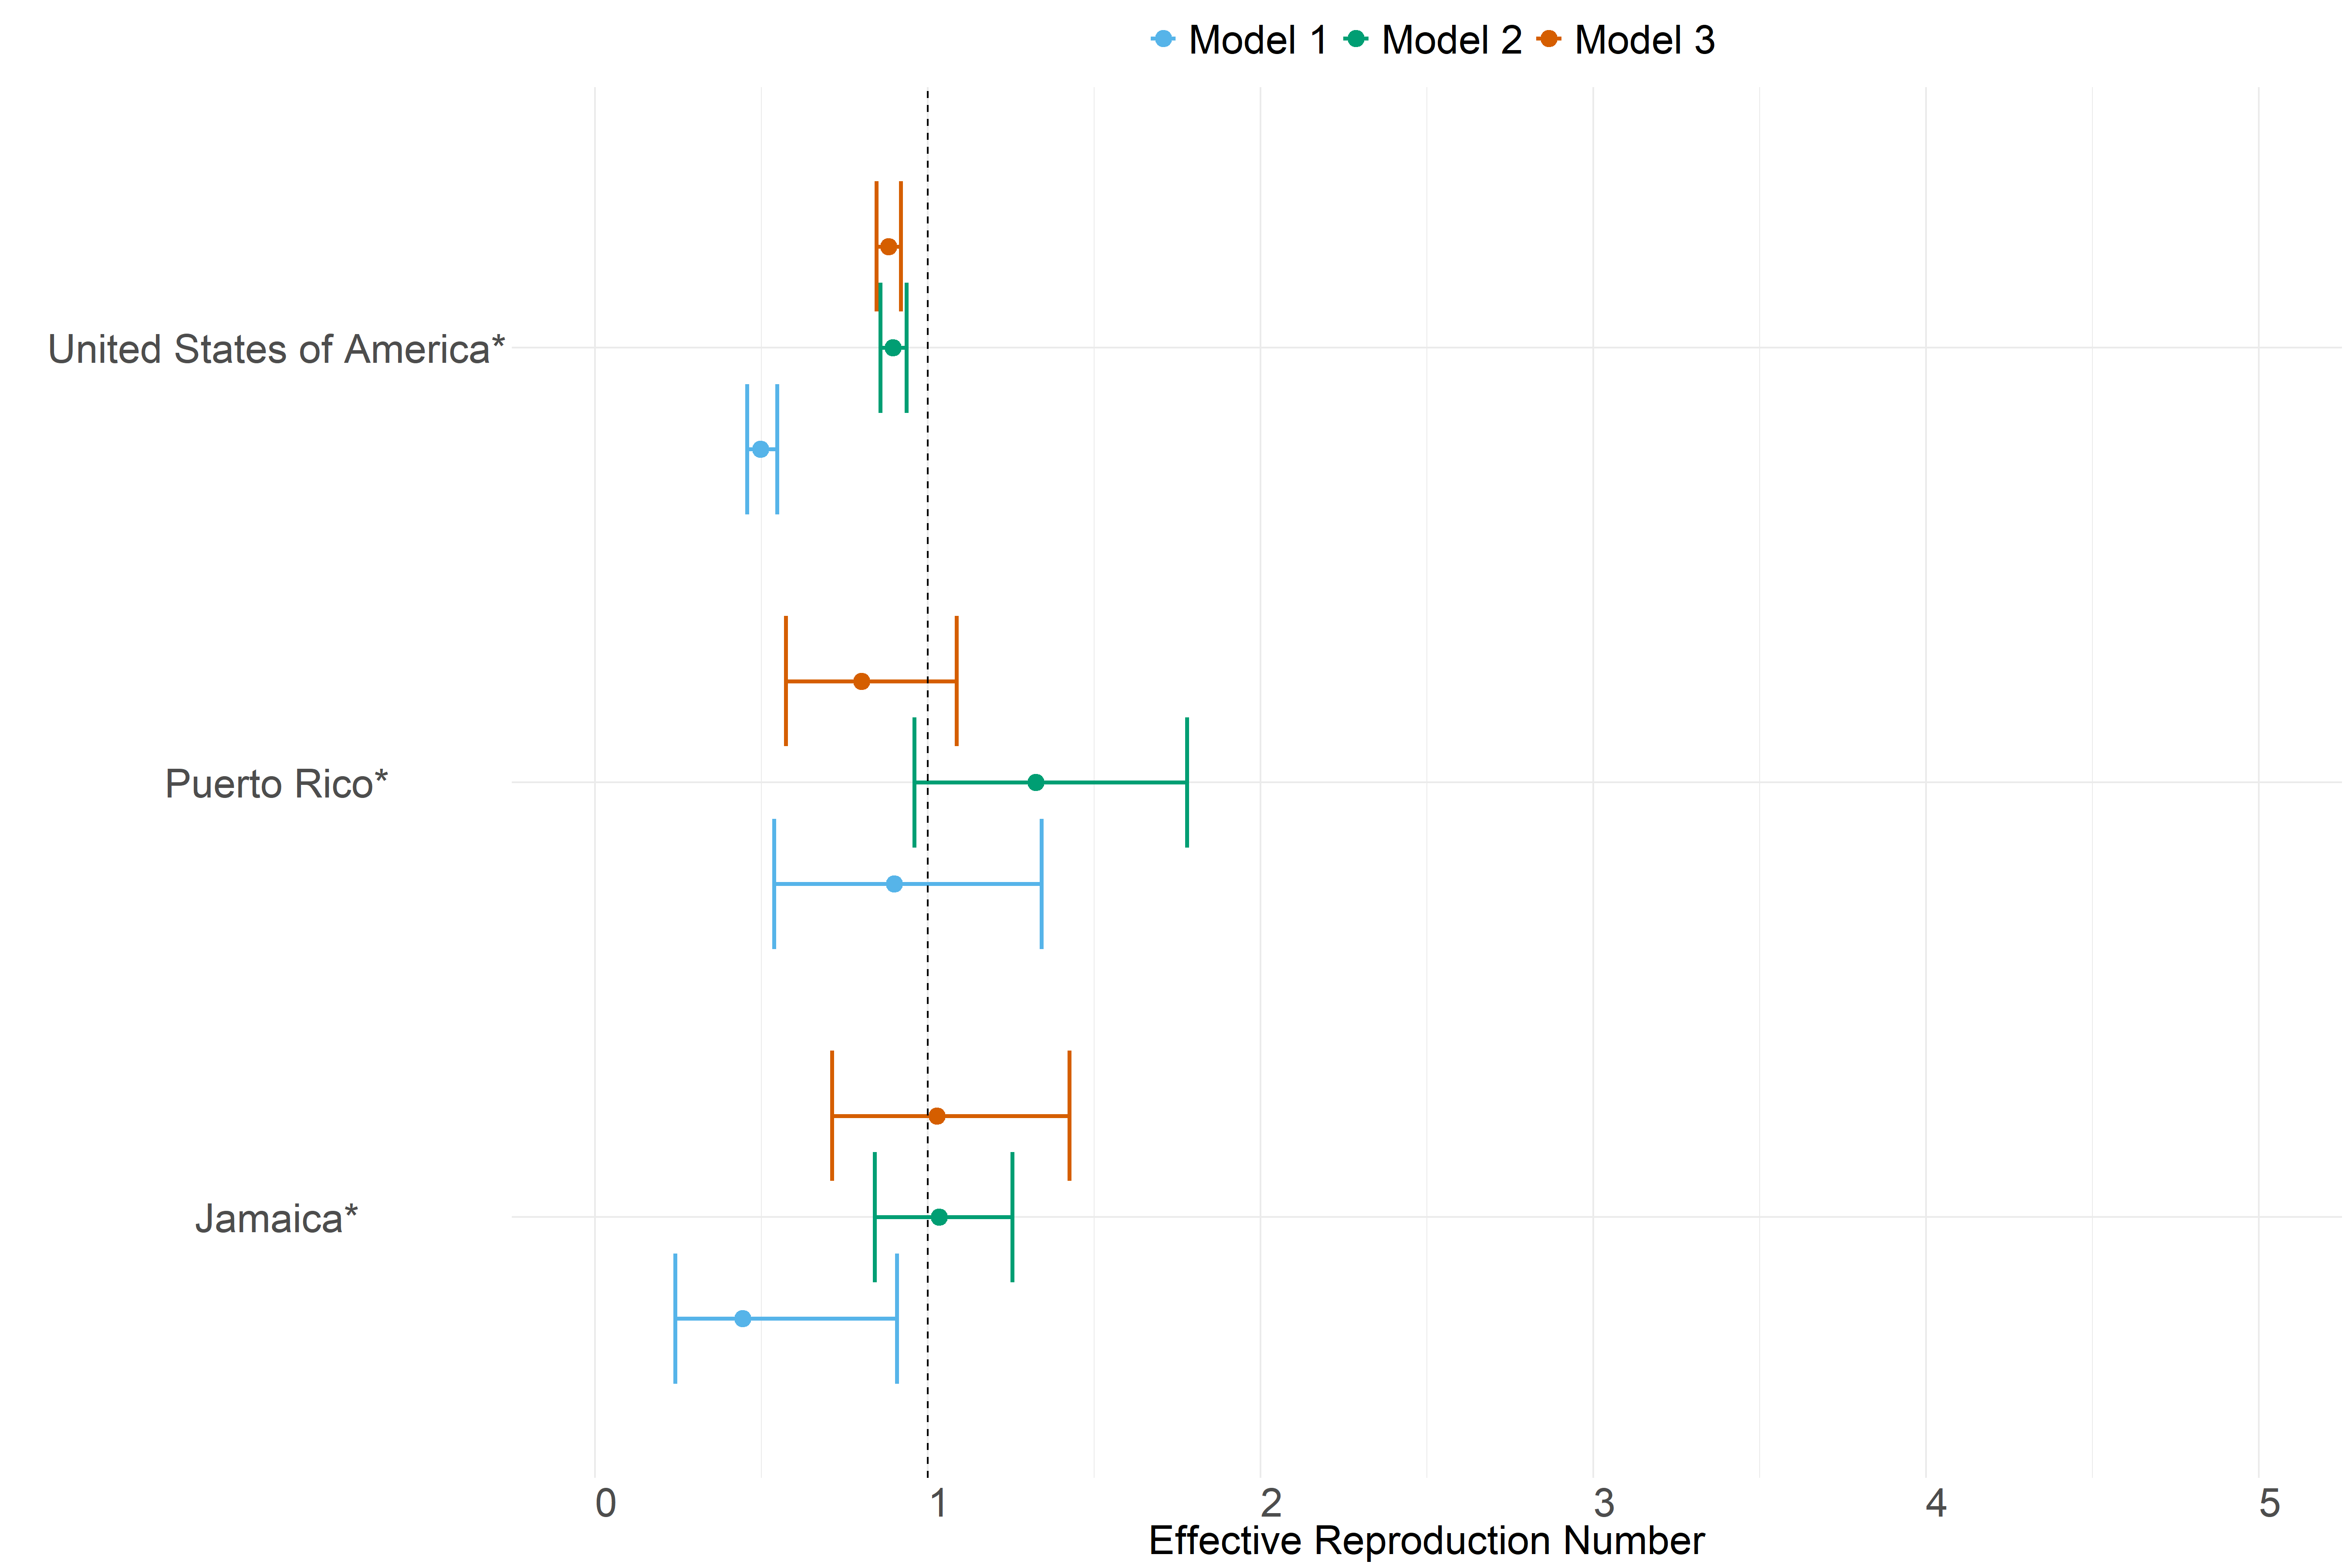 Model 1 Model 2 Model 3
United States of America*
Puerto Rico*
Jamaica*
0 1 2 3 4 5
Effective Reproduction Number